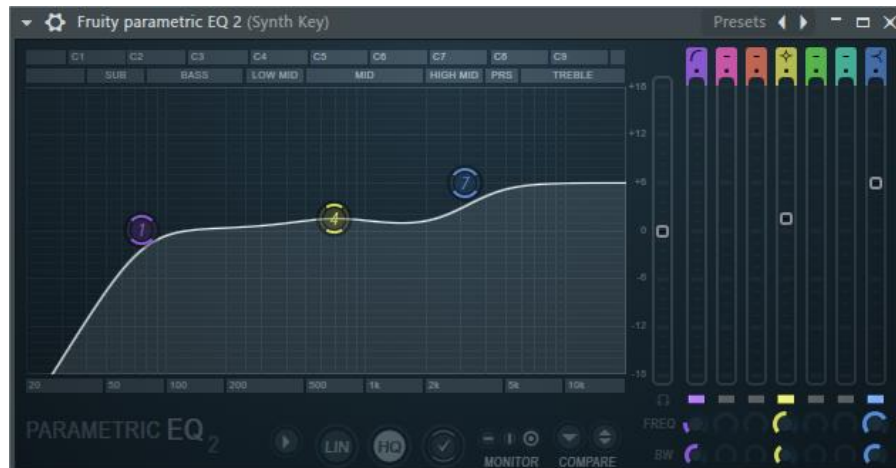 Fruity parametric EQ 2 (Synth Key) Presets
C1 C2 C3 C4 C5 C6 C7 C8 C9
SUB BASS LOW MID MID HIGH MID PRS TREBLE
+18
+12
+6
0
-6
-12
-18
1 4 7
20 50 100 200 500 1k 2k 5k 10k
FREQ
BW
PARAMETRIC EQ 2
LIN HQ
MONITOR COMPARE